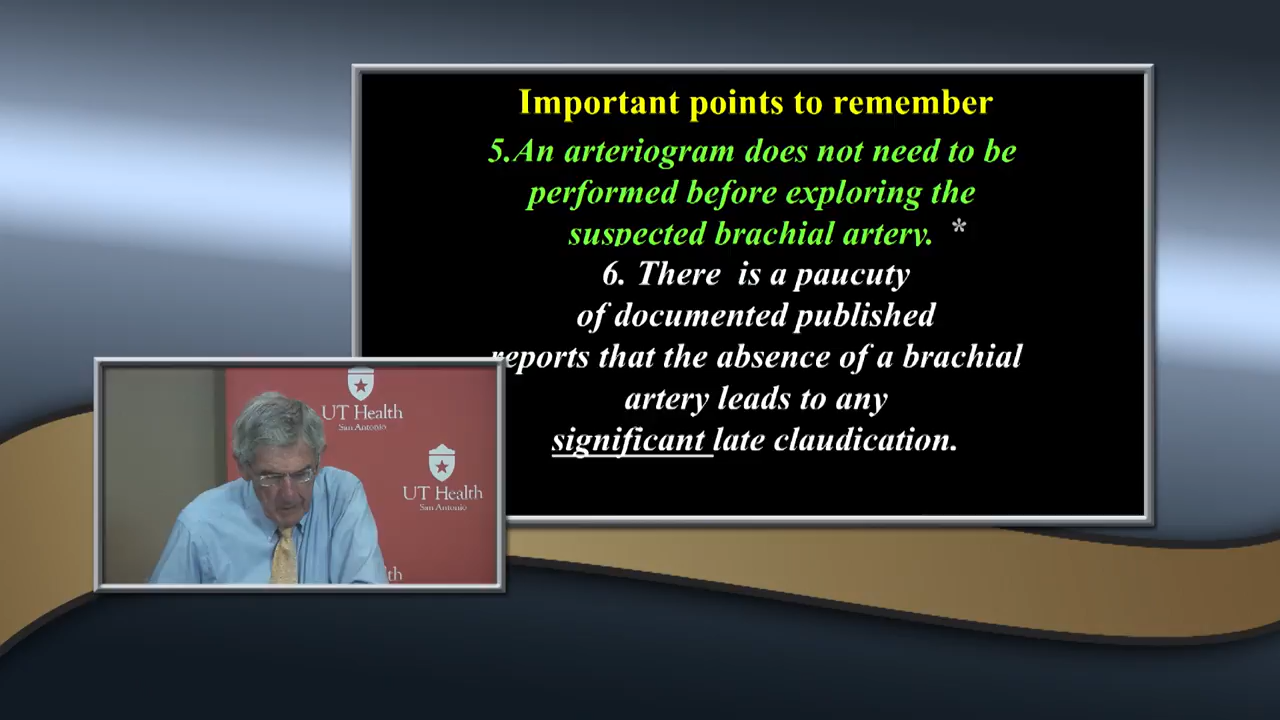 Important points to remember
5.An arteriogram does not need to be
performed before exploring the
suspected brachial artery. *
6. There is a paucuty
of documented published
reports that the absence of a brachial
artery leads to any
significant late claudication.
UT Health
San Antonio
UT Health
San Antonio